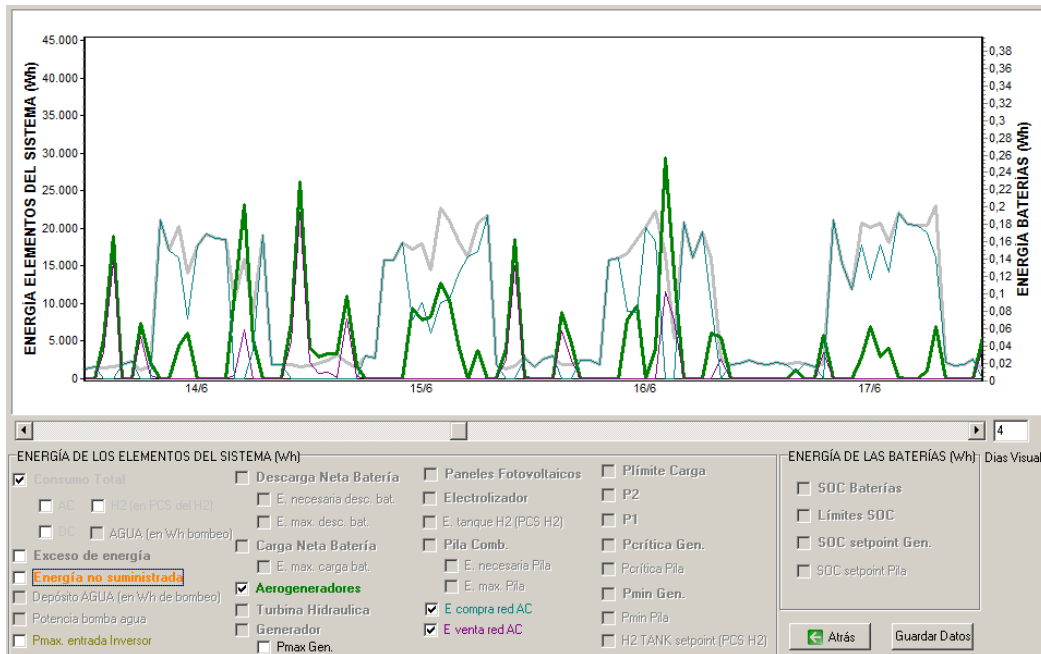 ENERGÍA ELEMENTOS DEL SISTEMA (Wh)
45.000
40.000
35.000
30.000
25.000
20.000
15.000
10.000
5.000
0
14/6
15/6
16/6
17/6
0,38
0,36
0,34
0,32
0,3
0,28
0,26
0,24
0,22
0,2
0,18
0,16
0,14
0,12
0,1
0,08
0,06
0,04
0,02
0
ENERGÍA BATERÍAS (Wh)
4
Dias Visual
ENERGÍA DE LOS ELEMENTOS DEL SISTEMA (Wh)
Consumo Total
AC
H2 (en PCS del H2)
DC
AGUA (en Wh bombeo)
Exceso de energía
Energía no suministrada
Depósito AGUA (en Wh de bombeo)
Potencia bomba agua
Pmax. entrada Inversor
Descarga Neta Batería
E. necesaria desc. bat.
E. max. desc. bat.
Carga Neta Batería
E. max. carga bat.
Aerogeneradores
Turbina Hidraulica
Generador
Pmax Gen.
Paneles Fotovoltaicos
Electrolizador
E. tanque H2 (PCS H2)
Pila Comb.
E. necesaria Pila
E. max. Pila
E compra red AC
E venta red AC
Plímite Carga
P2
P1
Pcrítica Gen.
Pcrítica Pila
Pmin Gen.
Pmin Pila
H2 TANK setpoint (PCS H2)
ENERGÍA DE LAS BATERÍAS (Wh)
SOC Baterías
Límites SOC
SOC setpoint Gen.
SOC setpoint Pila
Atrás
Guardar Datos